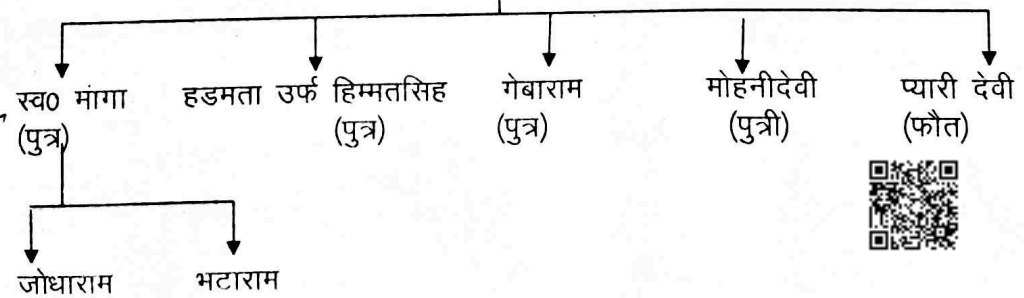 स्व0 मांगा हडमता उर्फ हिम्मतसिह गेबाराम मोहनीदेवी प्यारी देवी
(पुत्र) (पुत्र) (पुत्र) (पुत्री) (फौत)
जोधाराम भटाराम